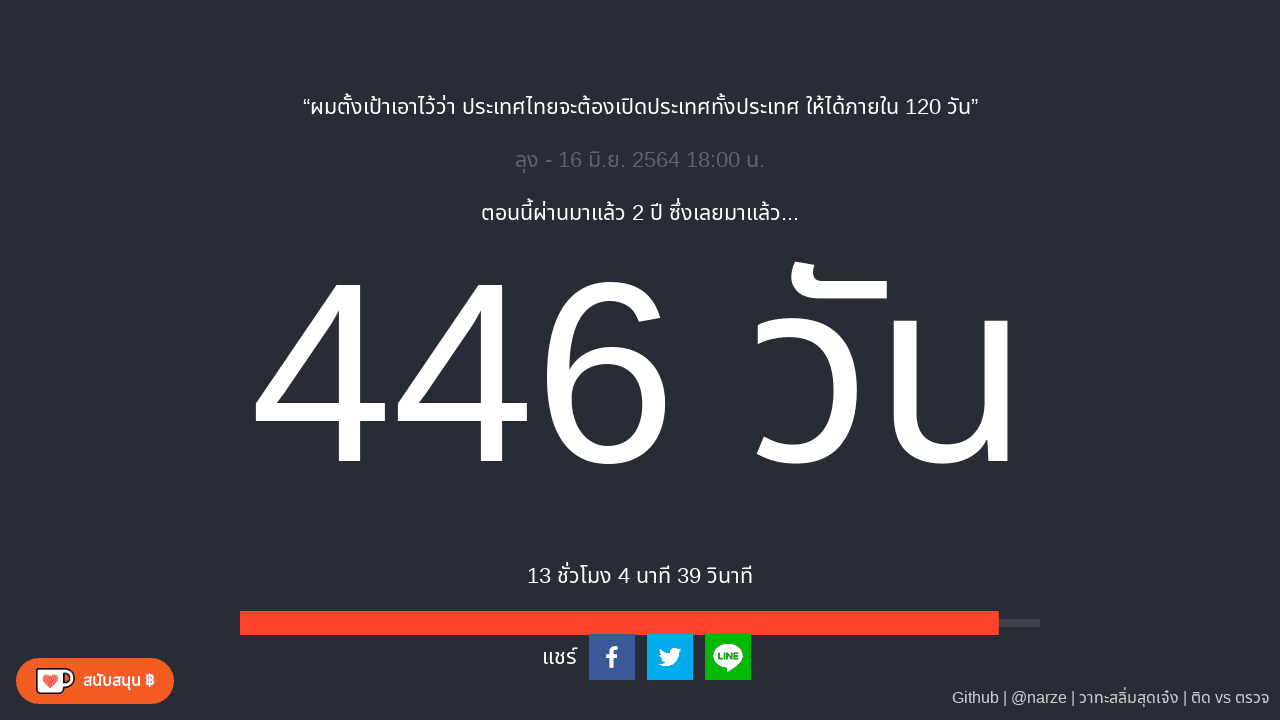 “ผมตั้งเป้าเอาไว้ว่า ประเทศไทยจะต้องเปิดประเทศทั้งประเทศ ให้ได้ภายใน 120 วัน”
ลุง - 16 มิ.ย. 2564 18:00 น.
ตอนนี้ผ่านมาแล้ว 2 ปี ซึ่งเลยมาแล้ว...
446 วัน
13 ชั่วโมง 4 นาที 39 วินาที
แชร์
LINE
สนับสนุน ฿
Github | @narze | วาทะสลิ่มสุดเจ๋ง | ติด vs ตรวจ